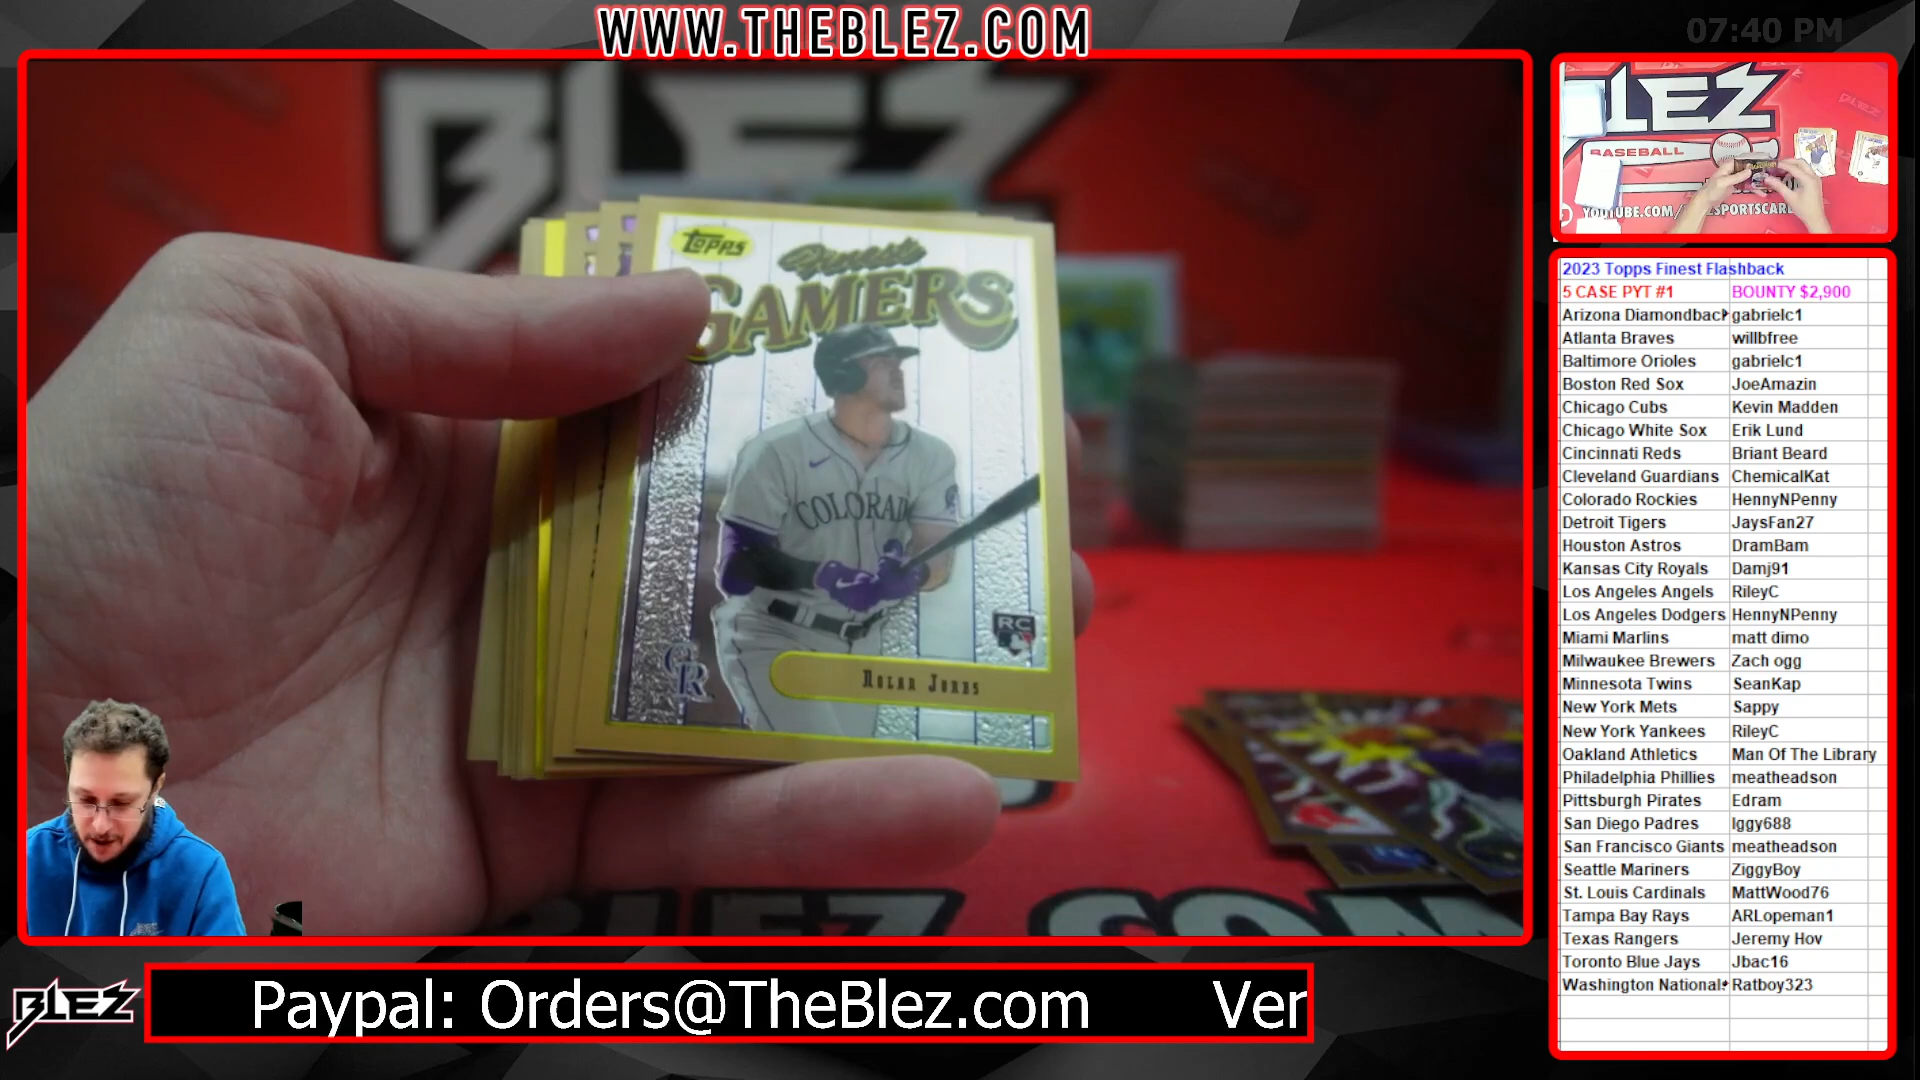 WWW.THEBLEZ.COM
07:40 PM
BLEZ
TOPPS
Finest
GAMERS
COLORADO
RC
CR
Nolan Jones
BLEZ.COM
LEZ
BASEBALL
2023 Topps Finest Flashback
5 CASE PYT #1 BOUNTY $2,900
Arizona Diamondback gabrielc1
Atlanta Braves willbfree
Baltimore Orioles gabrielc1
Boston Red Sox JoeAmazin
Chicago Cubs Kevin Madden
Chicago White Sox Erik Lund
Cincinnati Reds Briant Beard
Cleveland Guardians ChemicalKat
Colorado Rockies HennyNPenny
Detroit Tigers JaysFan27
Houston Astros DramBam
Kansas City Royals Damj91
Los Angeles Angels RileyC
Los Angeles Dodgers HennyNPenny
Miami Marlins matt dimo
Milwaukee Brewers Zach ogg
Minnesota Twins SeanKap
New York Mets Sappy
New York Yankees RileyC
Oakland Athletics Man Of The Library
Philadelphia Phillies meatheadson
Pittsburgh Pirates Edram
San Diego Padres Iggy688
San Francisco Giants meatheadson
Seattle Mariners ZiggyBoy
St. Louis Cardinals MattWood76
Tampa Bay Rays ARLopeman1
Texas Rangers Jeremy Hov
Toronto Blue Jays Jbac16
Washington Nationals Ratboy323
BLEZ
Paypal: Orders@TheBlez.com Ver